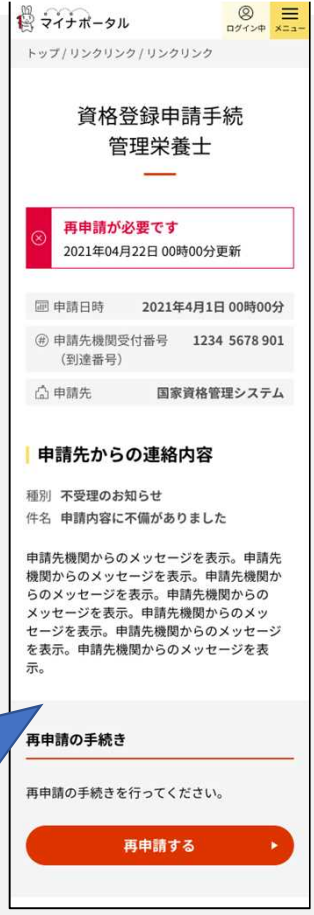 マイナポータル
ログイン中
メニュー
トップ / リンクリンク / リンクリンク
資格登録申請手続
管理栄養士
再申請が必要です
2021年04月22日 00時00分更新
申請日時 2021年4月1日 00時00分
申請先機関受付番号 1234 5678 901
(到達番号)
申請先 国家資格管理システム
申請先からの連絡内容
種別 不受理のお知らせ
件名 申請内容に不備がありました
申請先機関からのメッセージを表示。申請先
機関からのメッセージを表示。申請先機関か
らのメッセージを表示。申請先機関からの
メッセージを表示。申請先機関からのメッ
セージを表示。申請先機関からのメッセージ
を表示。申請先機関からのメッセージを表
示。
再申請の手続き
再申請の手続きを行ってください。
再申請する